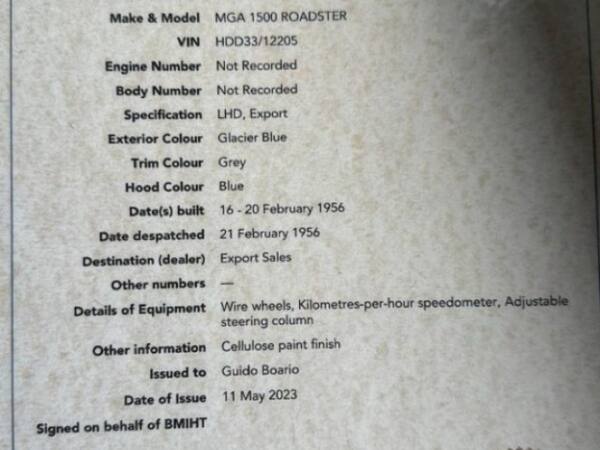 Make & Model MGA 1500 ROADSTER
VIN HDD33/12205
Engine Number Not Recorded
Body Number Not Recorded
Specification LHD, Export
Exterior Colour Glacier Blue
Trim Colour Grey
Hood Colour Blue
Date(s) built 16 - 20 February 1956
Date despatched 21 February 1956
Destination (dealer) Export Sales
Other numbers —
Details of Equipment Wire wheels, Kilometres-per-hour speedometer, Adjustable
steering column
Other information Cellulose paint finish
Issued to Guido Boario
Date of Issue 11 May 2023
Signed on behalf of BMIHT